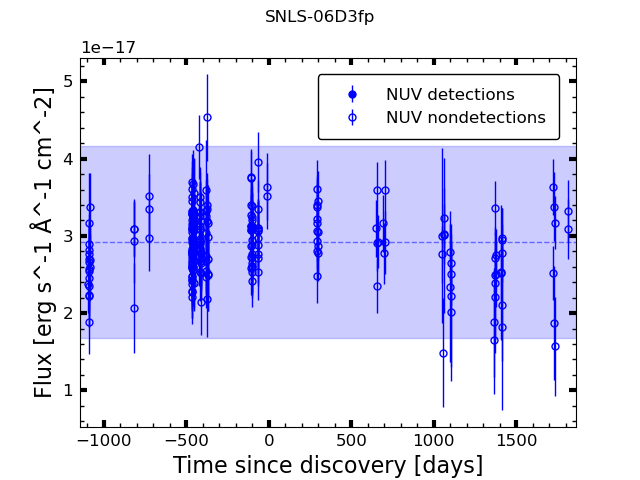 SNLS-06D3fp
1e−17
NUV detections
NUV nondetections
5
4
3
2
1
Flux [erg s^-1 Å^-1 cm^-2]
−1000 −500 0 500 1000 1500
Time since discovery [days]